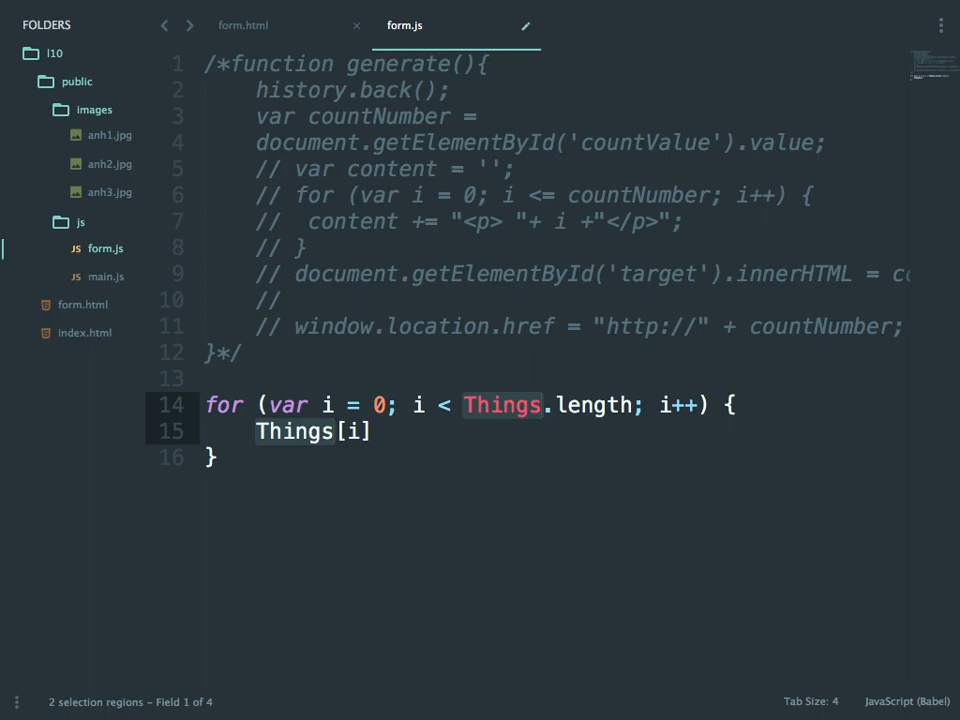 FOLDERS
l10
public
images
anh1.jpg
anh2.jpg
anh3.jpg
js
JS form.js
JS main.js
form.html
index.html
form.html ×
form.js
1 /*function generate(){
2 history.back();
3 var countNumber =
4 document.getElementById('countValue').value;
5 // var content = '';
6 // for (var i = 0; i <= countNumber; i++) {
7 //  content += "<p> "+ i +"</p>";
8 // }
9 // document.getElementById('target').innerHTML = co
10 //
11 // window.location.href = "http://" + countNumber;
12 }*/
13
14 for (var i = 0; i < Things.length; i++) {
15 Things[i]
16 }
2 selection regions – Field 1 of 4
Tab Size: 4
JavaScript (Babel)